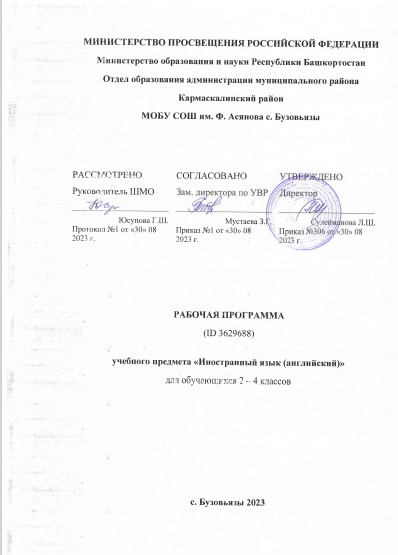 МИНИСТЕРСТВО ПРОСВЕЩЕНИЯ РОССИЙСКОЙ ФЕДЕРАЦИИ
Министерство образования и науки Республики Башкортостан
Отдел образования администрации муниципального района
Кармаскалинский район
МОБУ СОШ им. Ф. Асянова с. Бузовьязы
РАССМОТРЕНО СОГЛАСОВАНО УТВЕРЖДЕНО
Руководитель ШМО Зам. директора по УВР Директор
Юсупова Г.Ш. Мустаева З.Г. Сулейманова Л.Ш.
Протокол №1 от «30» 08 Приказ №1 от «30» 08 Приказ №306 от «30» 08
2023 г. 2023 г. 2023 г.
РАБОЧАЯ ПРОГРАММА
(ID 3629688)
учебного предмета «Иностранный язык (английский)»
для обучающихся 2 – 4 классов
с. Бузовьязы 2023